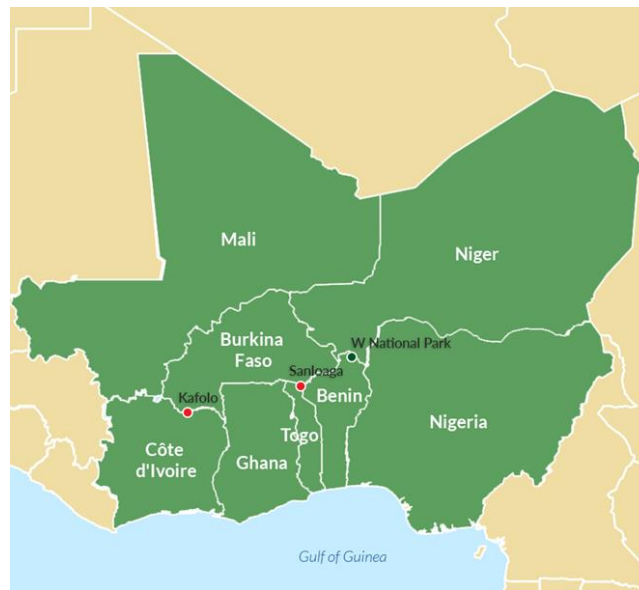 Mali
Niger
Burkina
Faso
W National Park
Sanloaga
Benin
Kafolo
Togo
Nigeria
Côte
d'Ivoire
Ghana
Gulf of Guinea